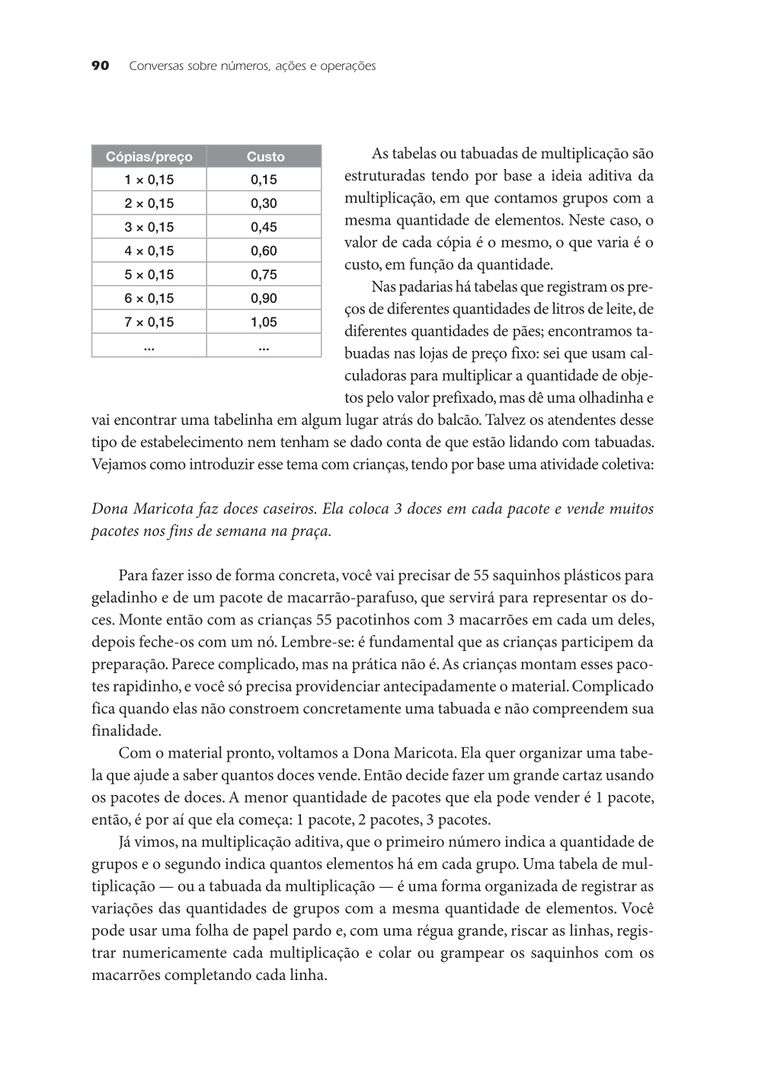 90 Conversas sobre números, ações e operações
Cópias/preço Custo
1 × 0,15 0,15
2 × 0,15 0,30
3 × 0,15 0,45
4 × 0,15 0,60
5 × 0,15 0,75
6 × 0,15 0,90
7 × 0,15 1,05
... ...
As tabelas ou tabuadas de multiplicação são
estruturadas tendo por base a ideia aditiva da
multiplicação, em que contamos grupos com a
mesma quantidade de elementos. Neste caso, o
valor de cada cópia é o mesmo, o que varia é o
custo, em função da quantidade.
Nas padarias há tabelas que registram os pre-
ços de diferentes quantidades de litros de leite, de
diferentes quantidades de pães; encontramos ta-
buadas nas lojas de preço fixo: sei que usam cal-
culadoras para multiplicar a quantidade de obje-
tos pelo valor prefixado, mas dê uma olhadinha e
vai encontrar uma tabelinha em algum lugar atrás do balcão. Talvez os atendentes desse
tipo de estabelecimento nem tenham se dado conta de que estão lidando com tabuadas.
Vejamos como introduzir esse tema com crianças, tendo por base uma atividade coletiva:
Dona Maricota faz doces caseiros. Ela coloca 3 doces em cada pacote e vende muitos
pacotes nos fins de semana na praça.
Para fazer isso de forma concreta, você vai precisar de 55 saquinhos plásticos para
geladinho e de um pacote de macarrão-parafuso, que servirá para representar os do-
ces. Monte então com as crianças 55 pacotinhos com 3 macarrões em cada um deles,
depois feche-os com um nó. Lembre-se: é fundamental que as crianças participem da
preparação. Parece complicado, mas na prática não é. As crianças montam esses paco-
tes rapidinho, e você só precisa providenciar antecipadamente o material. Complicado
fica quando elas não constroem concretamente uma tabuada e não compreendem sua
finalidade.
Com o material pronto, voltamos a Dona Maricota. Ela quer organizar uma tabe-
la que ajude a saber quantos doces vende. Então decide fazer um grande cartaz usando
os pacotes de doces. A menor quantidade de pacotes que ela pode vender é 1 pacote,
então, é por aí que ela começa: 1 pacote, 2 pacotes, 3 pacotes.
Já vimos, na multiplicação aditiva, que o primeiro número indica a quantidade de
grupos e o segundo indica quantos elementos há em cada grupo. Uma tabela de mul-
tiplicação — ou a tabuada da multiplicação — é uma forma organizada de registrar as
variações das quantidades de grupos com a mesma quantidade de elementos. Você
pode usar uma folha de papel pardo e, com uma régua grande, riscar as linhas, regis-
trar numericamente cada multiplicação e colar ou grampear os saquinhos com os
macarrões completando cada linha.